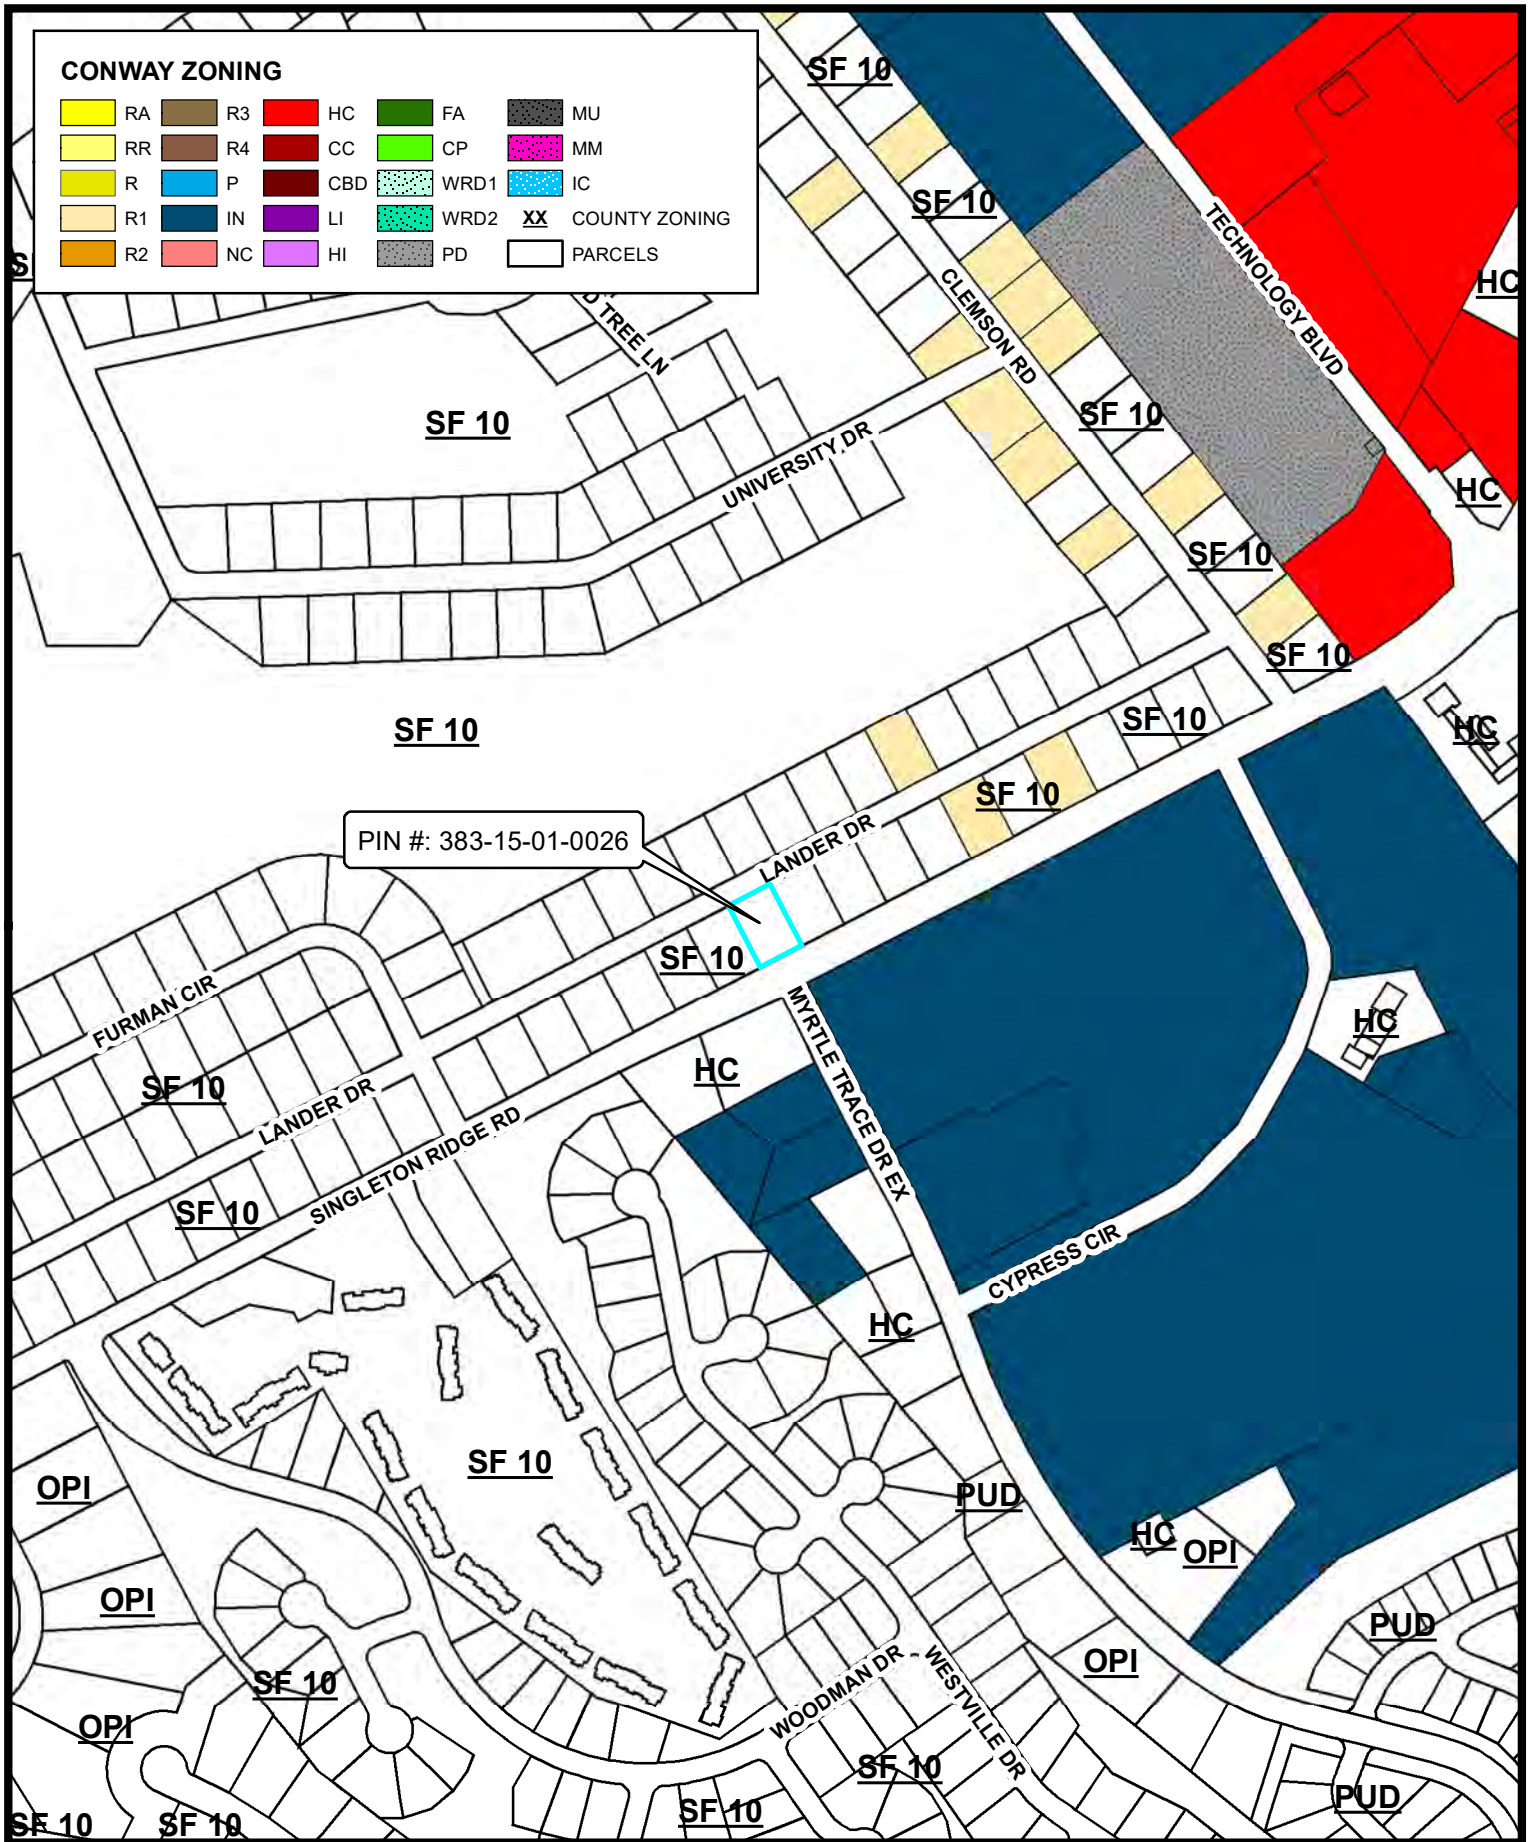 CONWAY ZONING
RA R3 HC FA MU
RR R4 CC CP MM
R P CBD WRD1 IC
R1 IN LI WRD2 XX COUNTY ZONING
R2 NC HI PD PARCELS
SF 10
SF 10
TECHNOLOGY BLVD
HC
CLEMSON RD
D TREE LN
SF 10
SF 10
UNIVERSITY DR
HC
SF 10
SF 10
SF 10
SF 10
HC
SF 10
PIN #: 383-15-01-0026
LANDER DR
SF 10
FURMAN CIR
MYRTLE TRACE DR EX
HC
HC
SF 10
LANDER DR
SINGLETON RIDGE RD
SF 10
CYPRESS CIR
HC
SF 10
OPI
PUD
HC
OPI
OPI
PUD
OPI
WOODMAN DR
WESTVILLE DR
SF 10
OPI
SF 10
PUD
SF 10
SF 10
SF 10